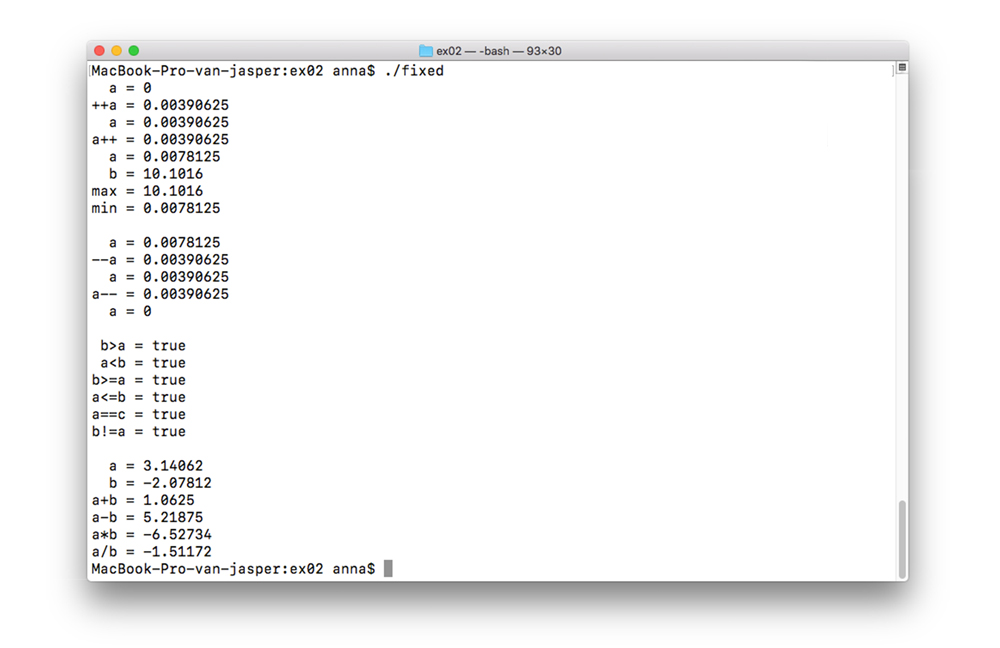 ex02 — -bash — 93×30
MacBook-Pro-van-jasper:ex02 anna$ ./fixed
  a = 0
++a = 0.00390625
  a = 0.00390625
a++ = 0.00390625
  a = 0.0078125
  b = 10.1016
max = 10.1016
min = 0.0078125

  a = 0.0078125
--a = 0.00390625
  a = 0.00390625
a-- = 0.00390625
  a = 0

 b>a = true
 a<b = true
b>=a = true
a<=b = true
a==c = true
b!=a = true

  a = 3.14062
  b = -2.07812
a+b = 1.0625
a-b = 5.21875
a*b = -6.52734
a/b = -1.51172
MacBook-Pro-van-jasper:ex02 anna$